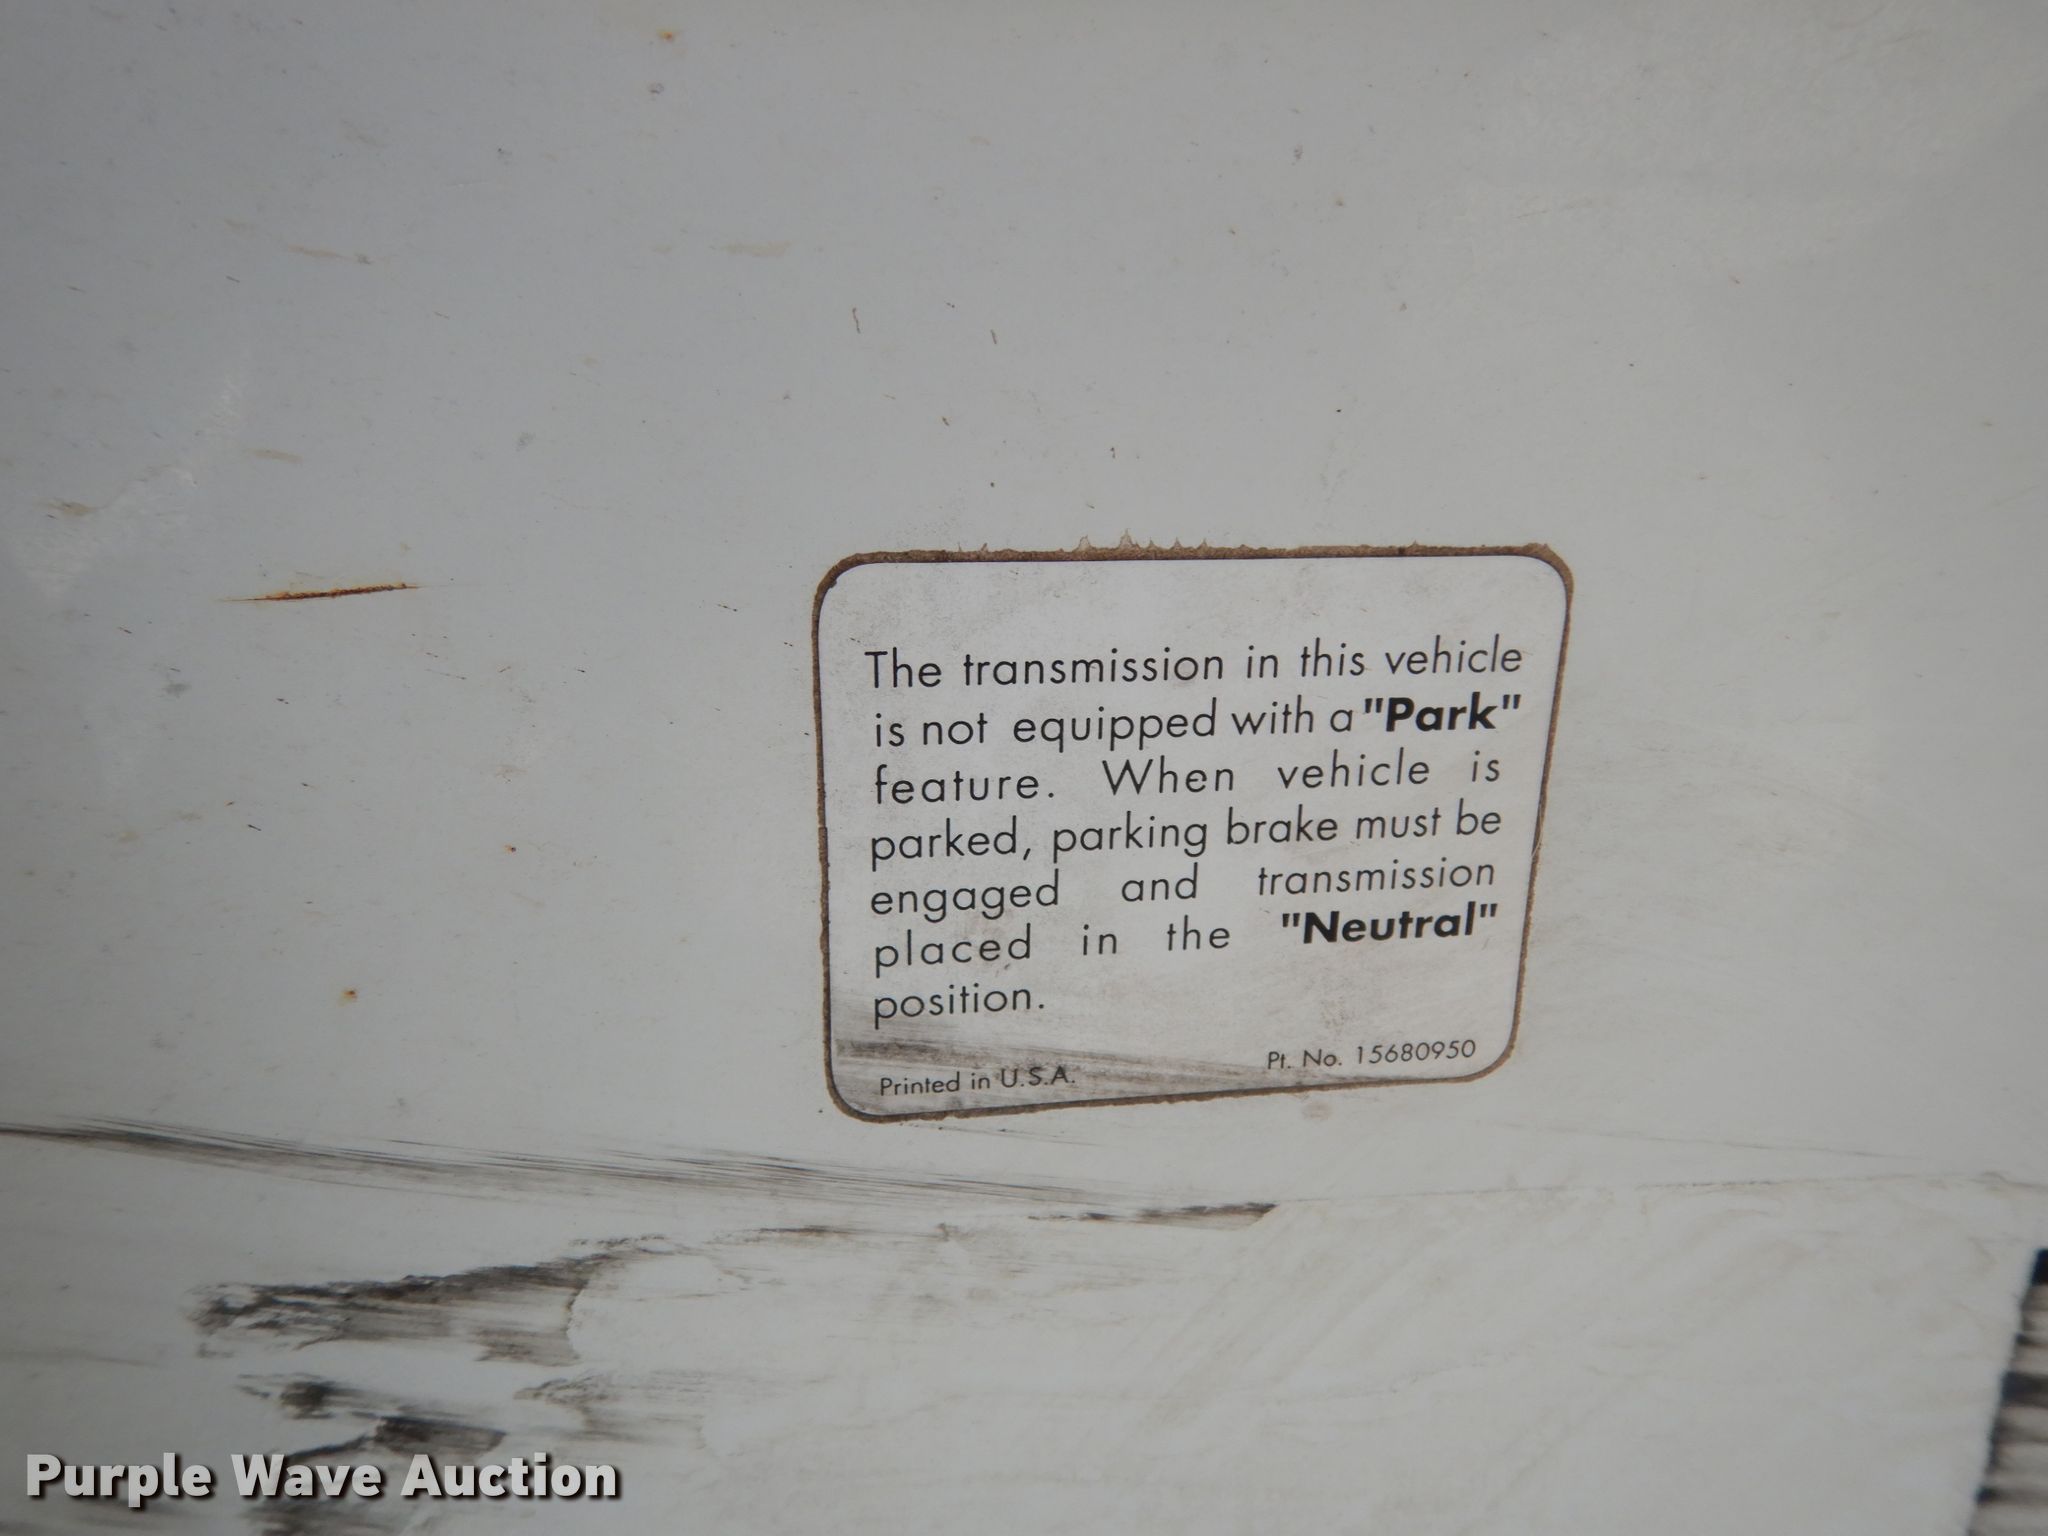 The transmission in this vehicle
is not equipped with a "Park"
feature. When vehicle is
parked, parking brake must be
engaged and transmission
placed in the "Neutral"
position.
Printed in U.S.A. Pt. No. 15680950
Purple Wave Auction